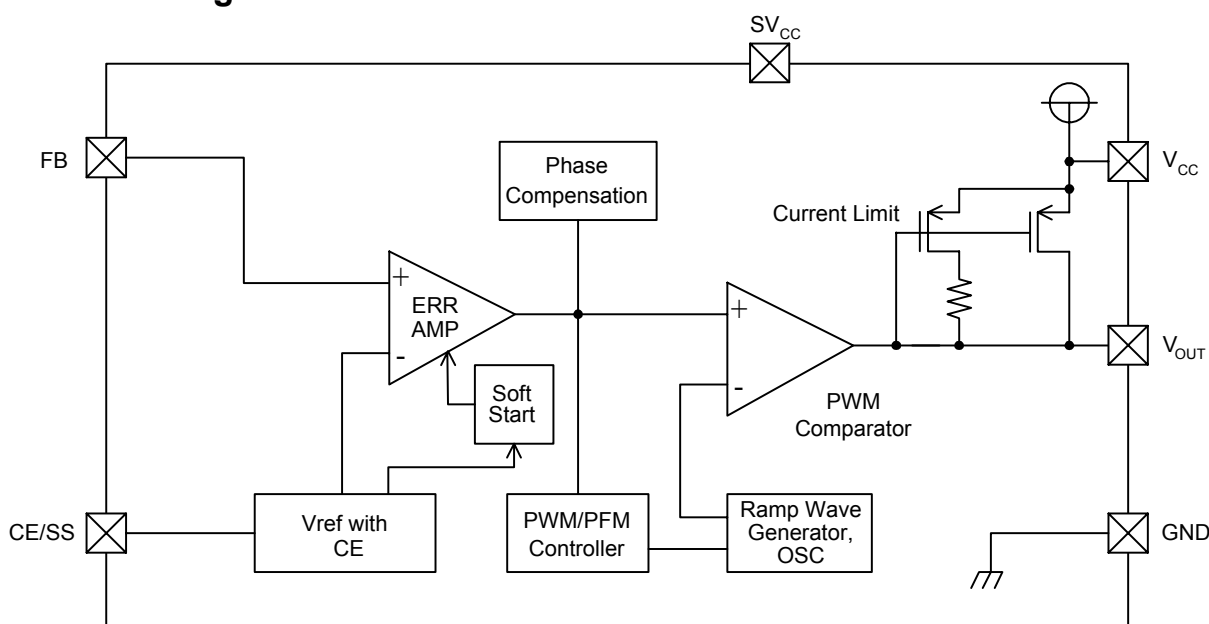 SVCC
FB
Phase
Compensation
VCC
Current Limit
+
ERR
AMP
-
+
-
VOUT
Soft
Start
PWM
Comparator
CE/SS
Vref with
CE
PWM/PFM
Controller
Ramp Wave
Generator,
OSC
GND